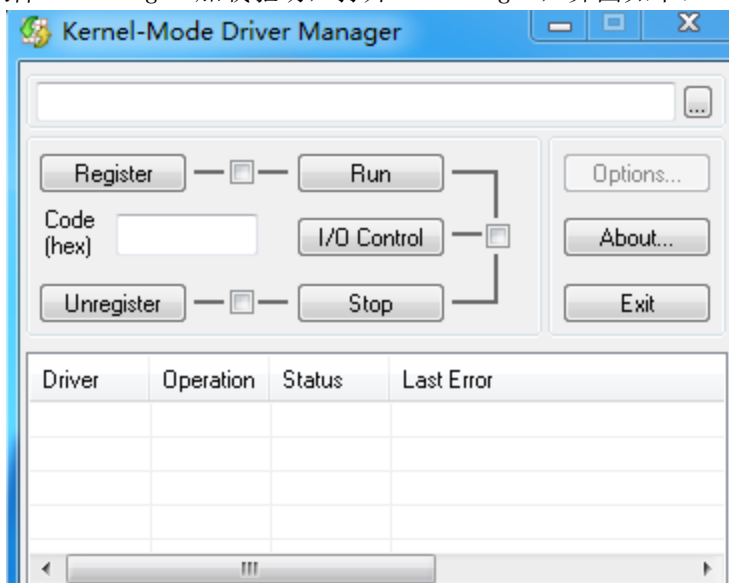 Kernel-Mode Driver Manager
...
Register
Run
Options...
Code
(hex)
I/O Control
About...
Unregister
Stop
Exit
Driver Operation Status Last Error